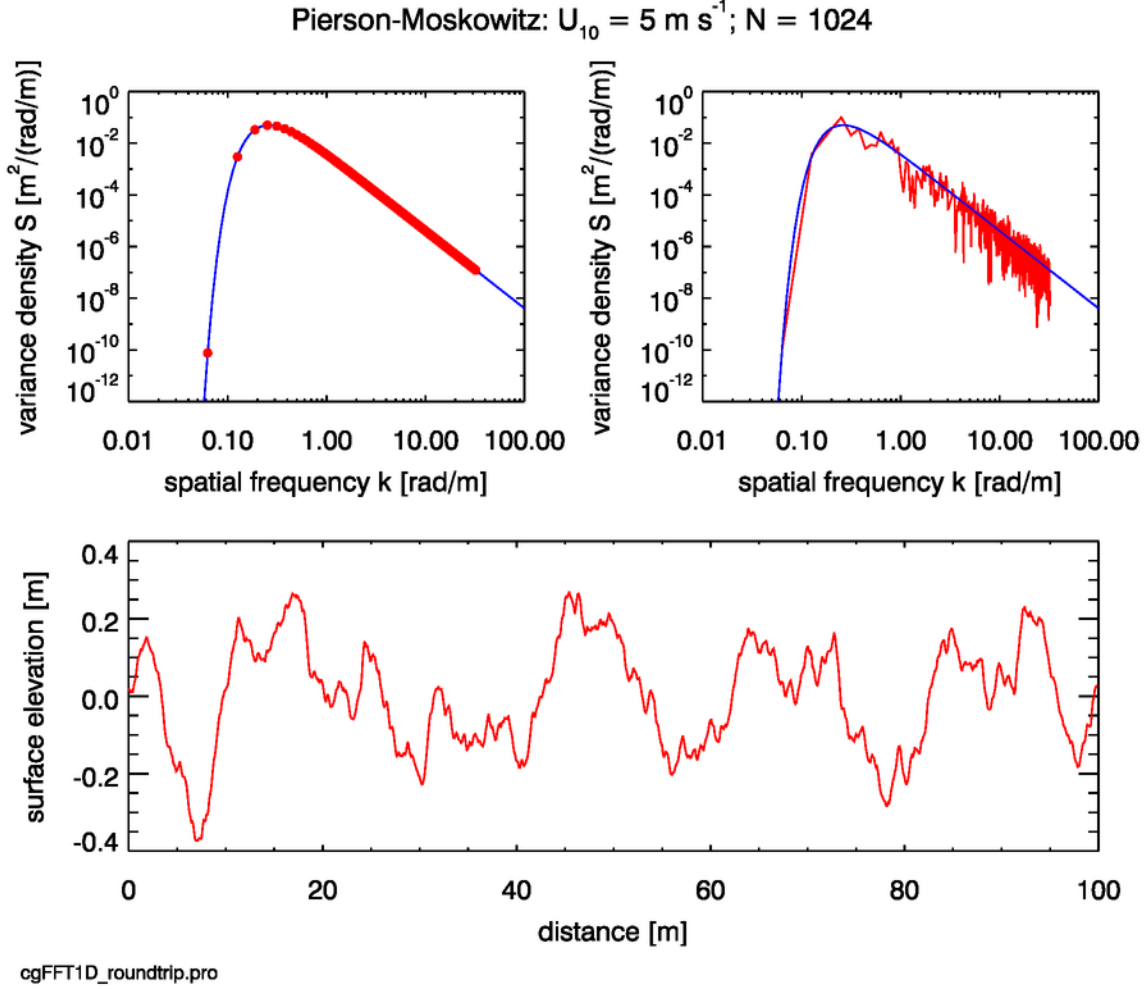 Pierson-Moskowitz: U₁₀ = 5 m s⁻¹; N = 1024
variance density S [m²/(rad/m)]
10⁰
10⁻²
10⁻⁴
10⁻⁶
10⁻⁸
10⁻¹⁰
10⁻¹²
0.01 0.10 1.00 10.00 100.00
spatial frequency k [rad/m]
variance density S [m²/(rad/m)]
10⁰
10⁻²
10⁻⁴
10⁻⁶
10⁻⁸
10⁻¹⁰
10⁻¹²
0.01 0.10 1.00 10.00 100.00
spatial frequency k [rad/m]
surface elevation [m]
0.4
0.2
0.0
-0.2
-0.4
0 20 40 60 80 100
distance [m]
cgFFT1D_roundtrip.pro